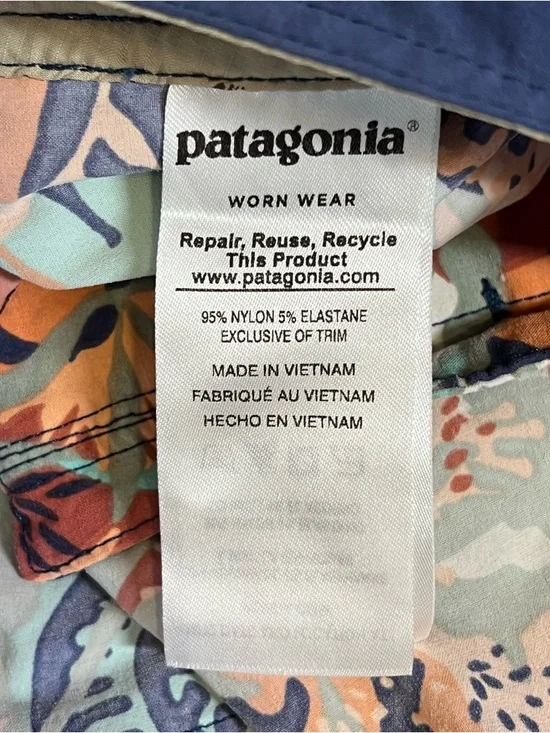 patagonia®
WORN WEAR
Repair, Reuse, Recycle
This Product
www.patagonia.com
95% NYLON 5% ELASTANE
EXCLUSIVE OF TRIM
MADE IN VIETNAM
FABRIQUÉ AU VIETNAM
HECHO EN VIETNAM